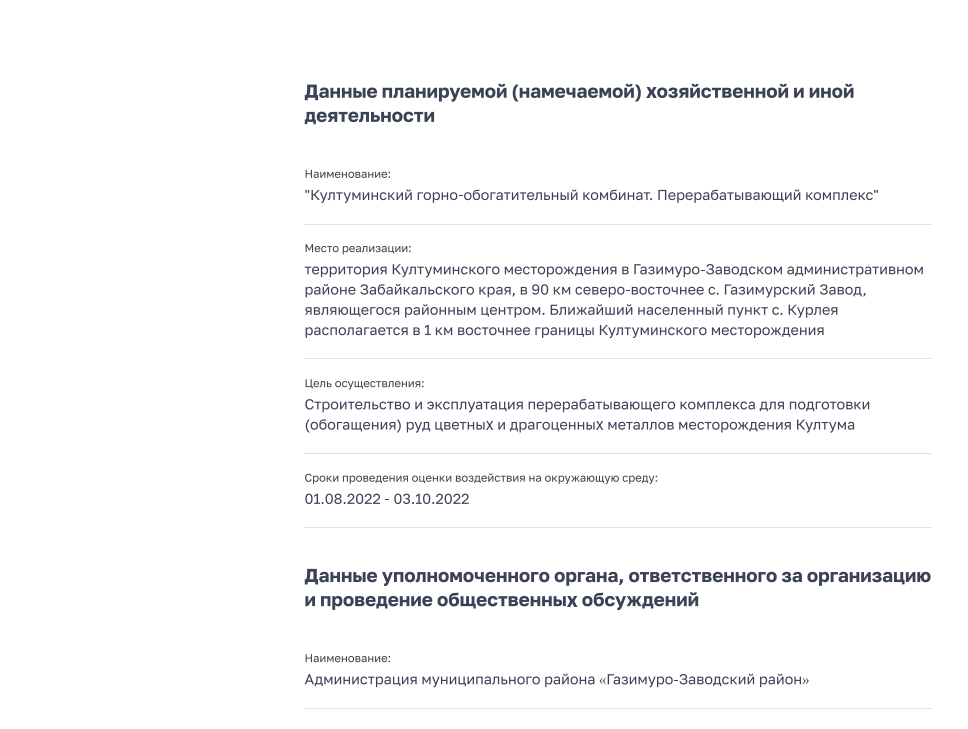 Данные планируемой (намечаемой) хозяйственной и иной
деятельности
Наименование:
"Култуминский горно-обогатительный комбинат. Перерабатывающий комплекс"
Место реализации:
территория Култуминского месторождения в Газимуро-Заводском административном
районе Забайкальского края, в 90 км северо-восточнее с. Газимурский Завод,
являющегося районным центром. Ближайший населенный пункт с. Курлея
располагается в 1 км восточнее границы Култуминского месторождения
Цель осуществления:
Строительство и эксплуатация перерабатывающего комплекса для подготовки
(обогащения) руд цветных и драгоценных металлов месторождения Култума
Сроки проведения оценки воздействия на окружающую среду:
01.08.2022 - 03.10.2022
Данные уполномоченного органа, ответственного за организацию
и проведение общественных обсуждений
Наименование:
Администрация муниципального района «Газимуро-Заводский район»